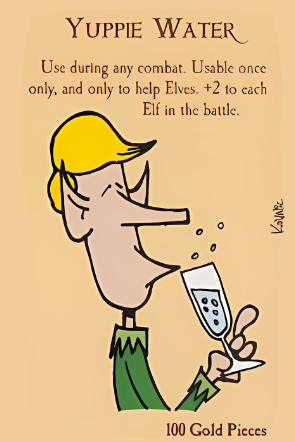 Yuppie Water
Use during any combat. Usable once
only, and only to help Elves. +2 to each
Elf in the battle.
Kovalic
100 Gold Pieces